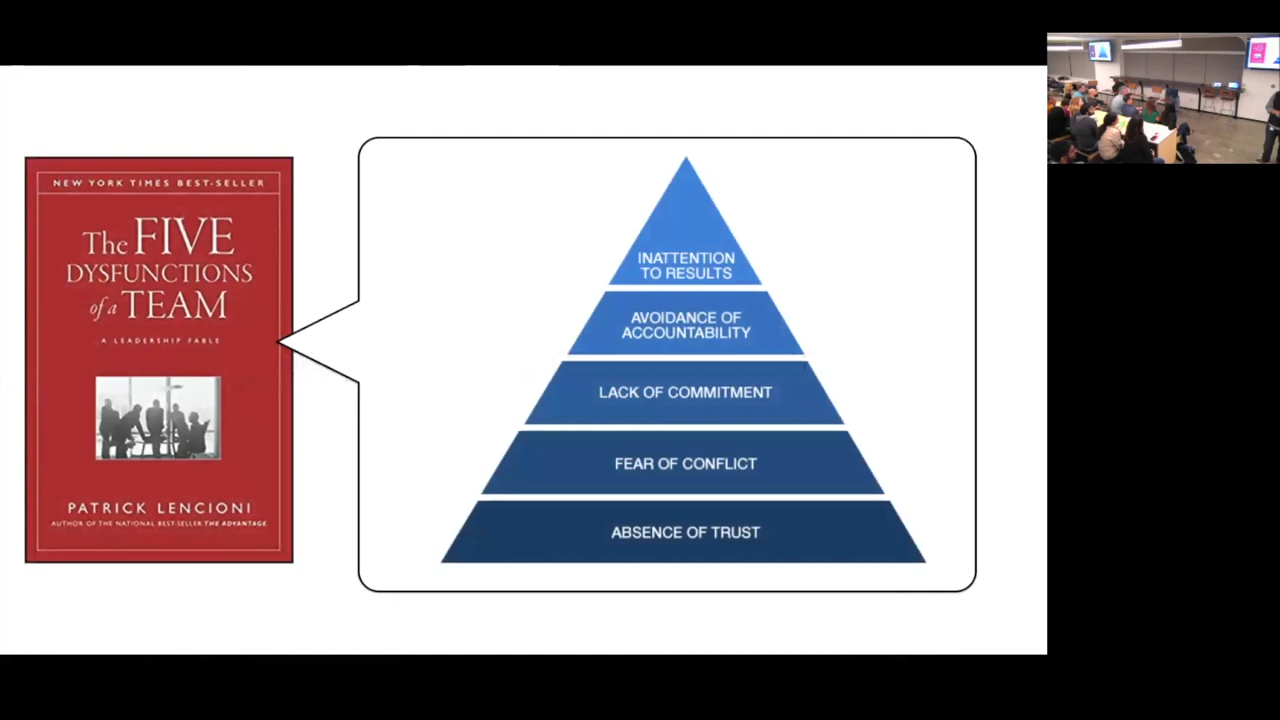 NEW YORK TIMES BEST-SELLER
The FIVE
DYSFUNCTIONS
of a TEAM
A LEADERSHIP FABLE
PATRICK LENCIONI
AUTHOR OF THE NATIONAL BEST-SELLER THE ADVANTAGE
INATTENTION
TO RESULTS
AVOIDANCE OF
ACCOUNTABILITY
LACK OF COMMITMENT
FEAR OF CONFLICT
ABSENCE OF TRUST